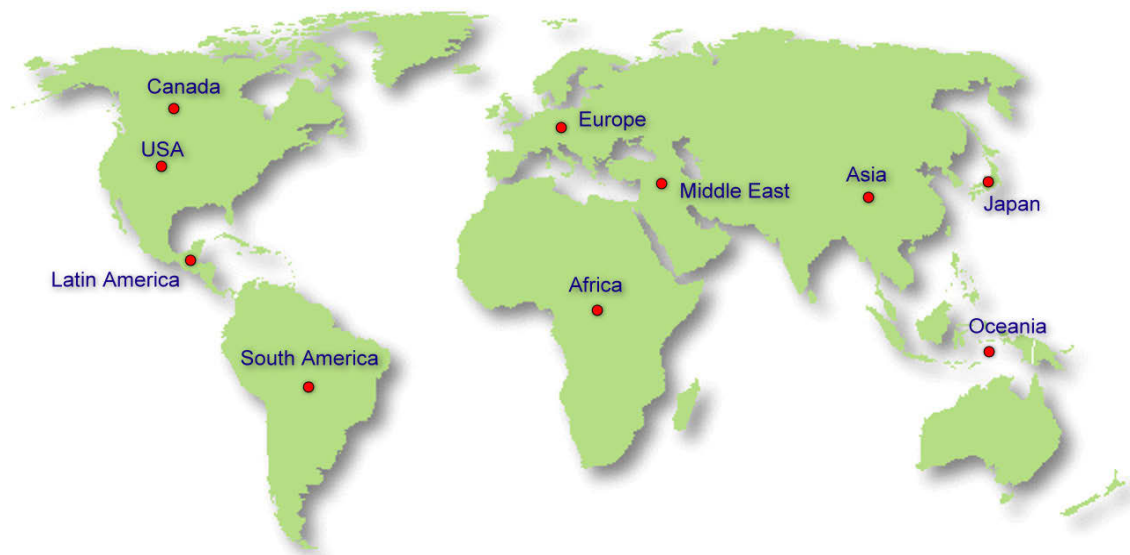 Canada
USA
Europe
Middle East
Asia
Japan
Latin America
Africa
South America
Oceania